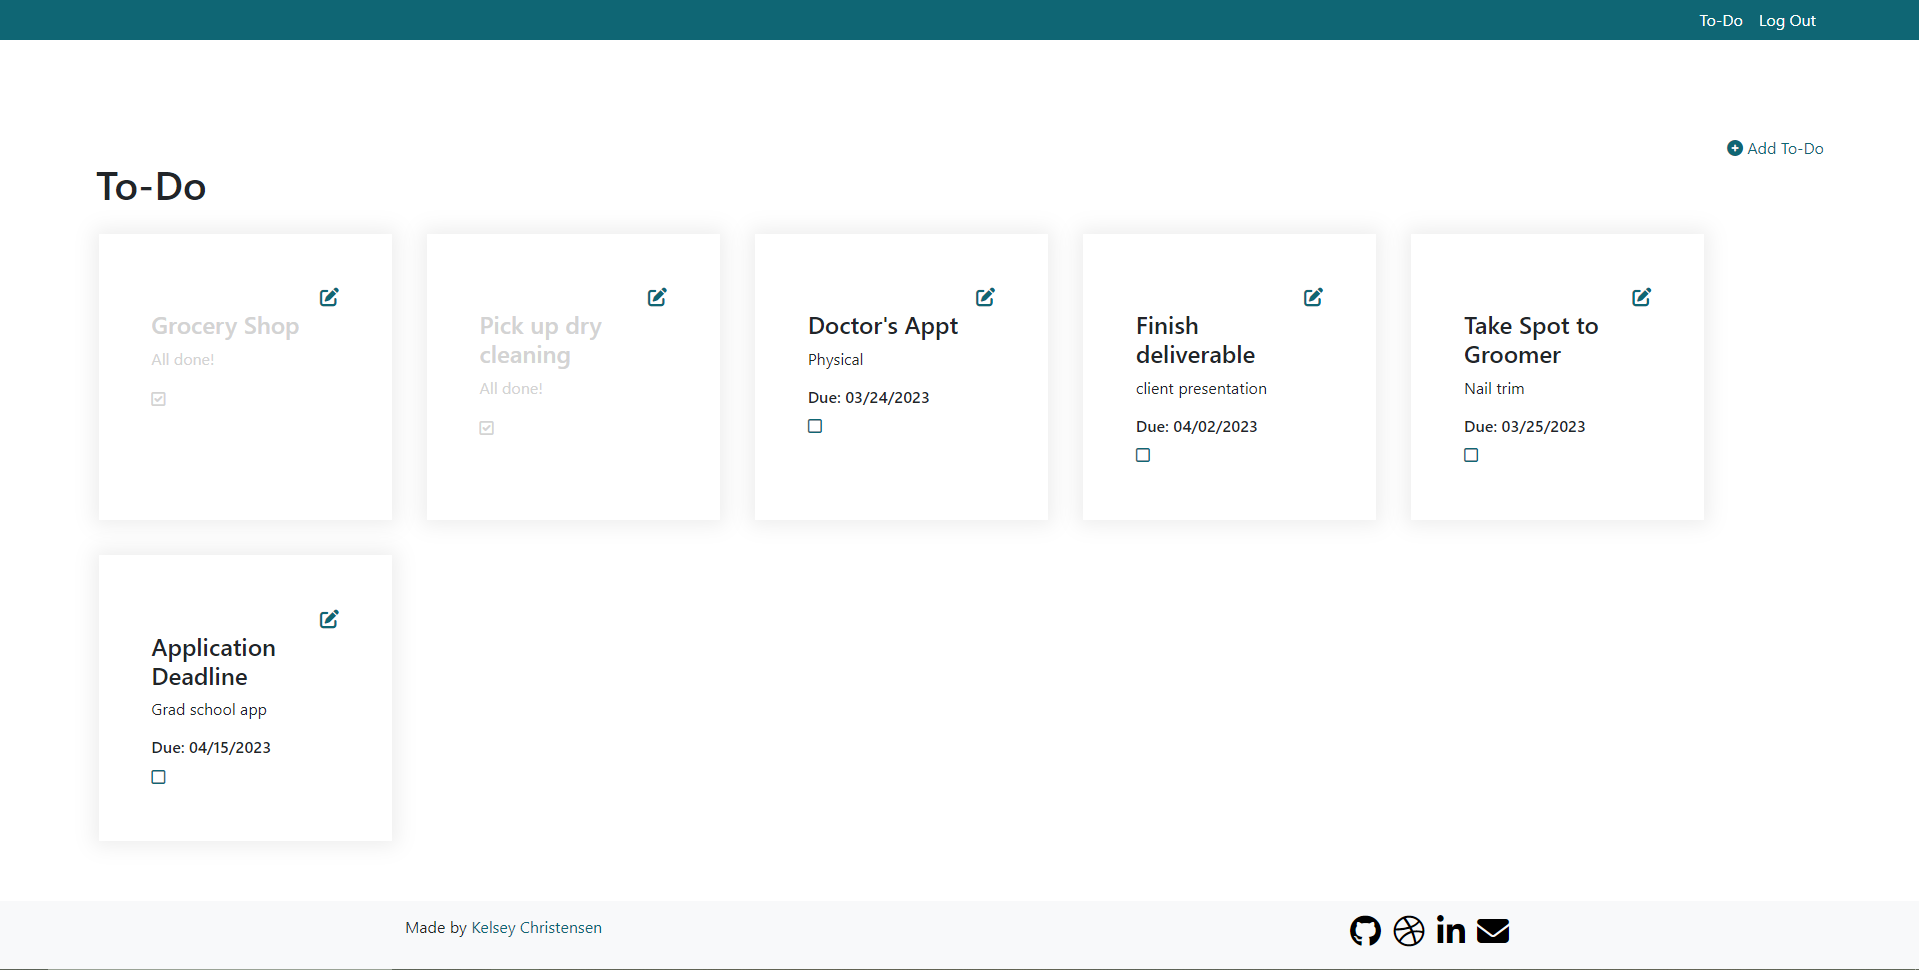 To-Do
Log Out
Add To-Do
To-Do
Grocery Shop
All done!
Pick up dry
cleaning
All done!
Doctor's Appt
Physical
Due: 03/24/2023
Finish
deliverable
client presentation
Due: 04/02/2023
Take Spot to
Groomer
Nail trim
Due: 03/25/2023
Application
Deadline
Grad school app
Due: 04/15/2023
Made by Kelsey Christensen
in